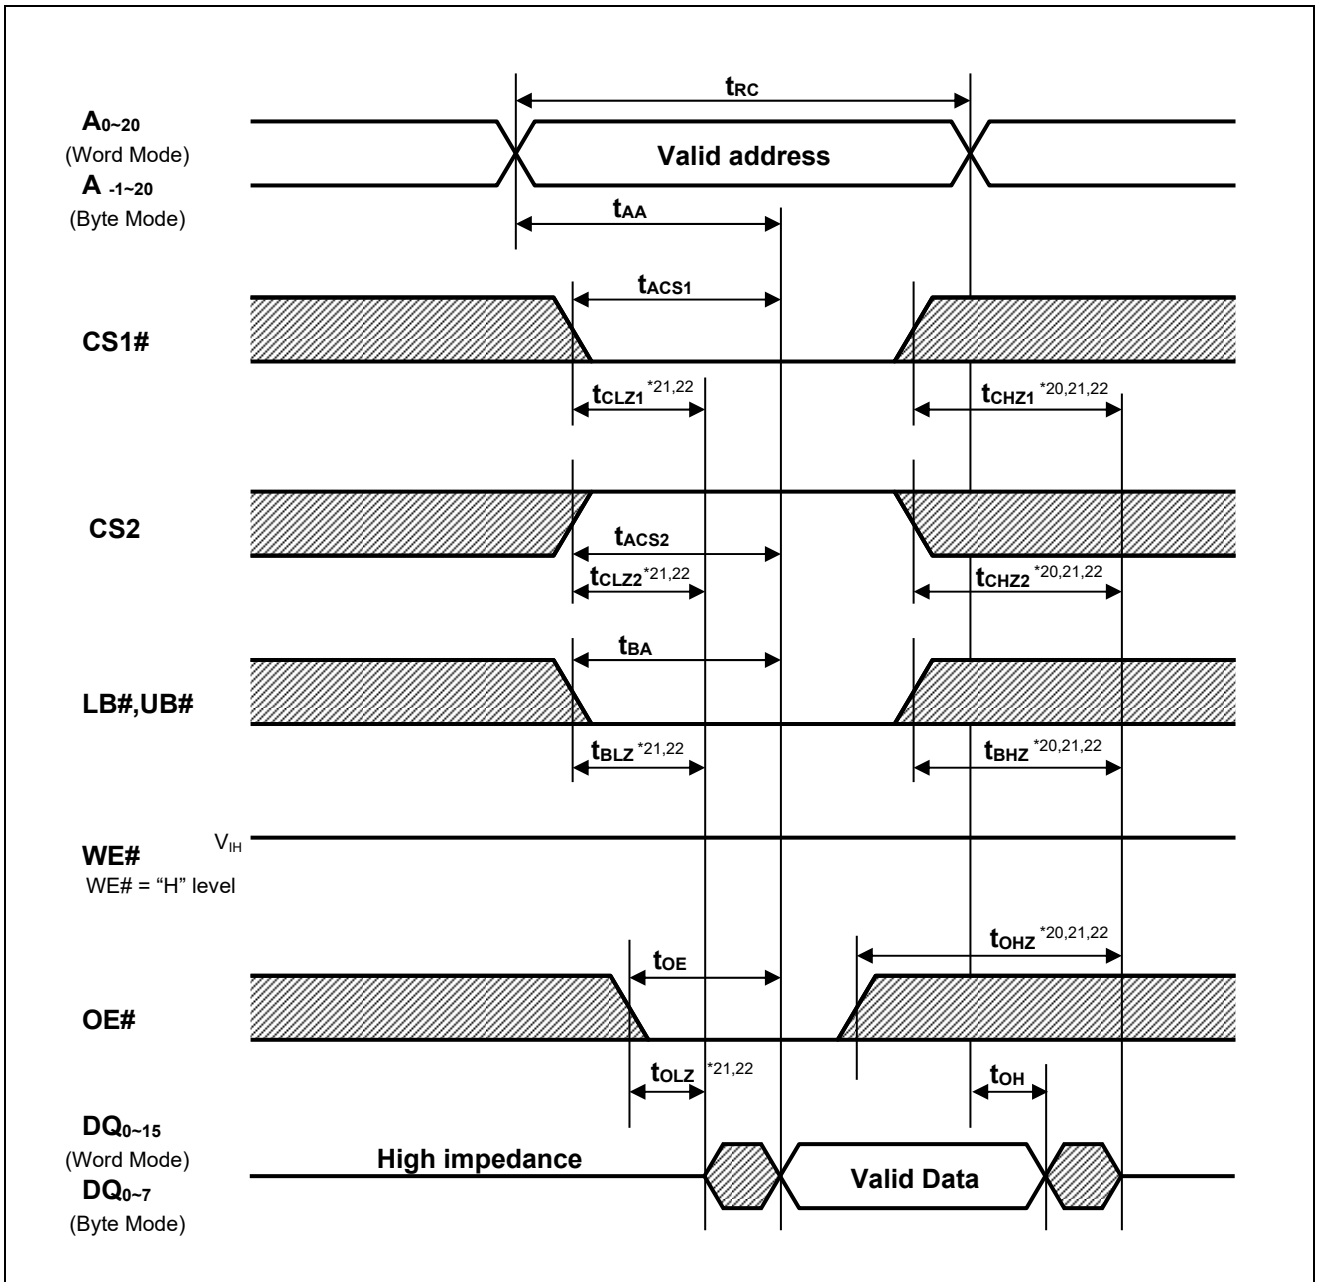 tRC
A0~20
(Word Mode)
Valid address
A -1~20
(Byte Mode)
tAA
tACS1
CS1#
tCLZ1 *21,22
tCHZ1 *20,21,22
CS2
tACS2
tCLZ2 *21,22
tCHZ2 *20,21,22
tBA
LB#,UB#
tBLZ *21,22
tBHZ *20,21,22
VIH
WE#
WE# = “H” level
tOHZ *20,21,22
tOE
OE#
tOLZ *21,22
tOH
DQ0~15
(Word Mode)
High impedance
Valid Data
DQ0~7
(Byte Mode)